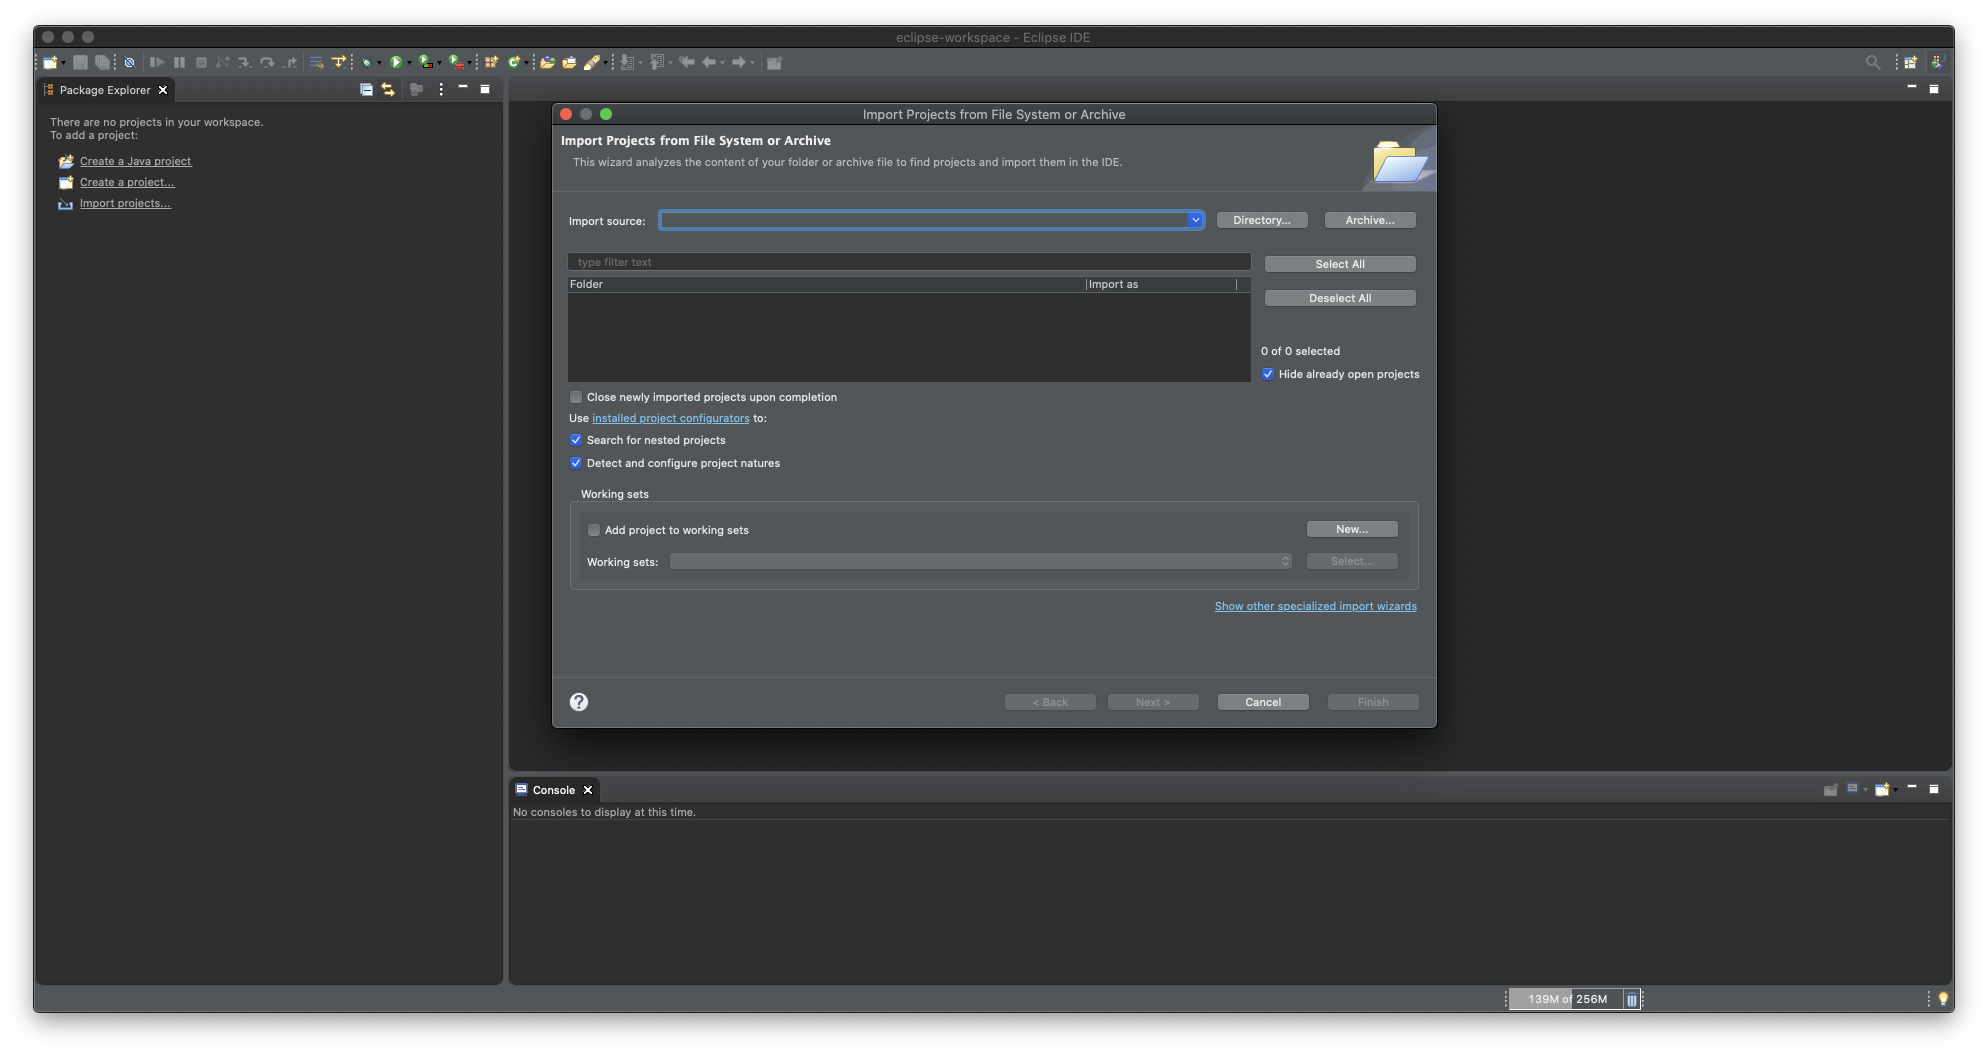 eclipse-workspace - Eclipse IDE
Package Explorer
There are no projects in your workspace.
To add a project:
Create a Java project
Create a project...
Import projects...
Import Projects from File System or Archive
Import Projects from File System or Archive
This wizard analyzes the content of your folder or archive file to find projects and import them in the IDE.
Import source:
Directory...
Archive...
type filter text
Select All
Folder
Import as
Deselect All
0 of 0 selected
Hide already open projects
Close newly imported projects upon completion
Use installed project configurators to:
Search for nested projects
Detect and configure project natures
Working sets
Add project to working sets
New...
Working sets:
Select...
Show other specialized import wizards
?
< Back
Next >
Cancel
Finish
Console
No consoles to display at this time.
139M of 256M